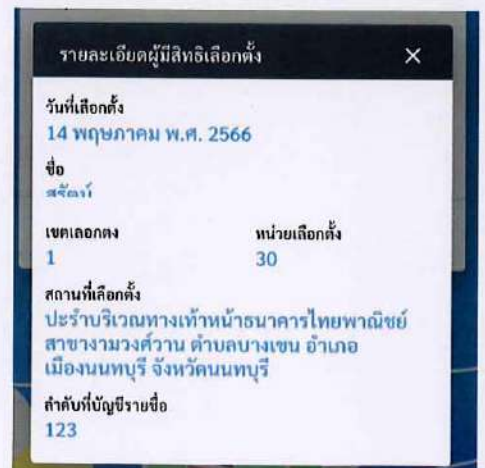 รายละเอียดผู้มีสิทธิเลือกตั้ง
วันที่เลือกตั้ง
14 พฤษภาคม พ.ศ. 2566
ชื่อ
สุรัตน์
เขตเลือกตั้ง หน่วยเลือกตั้ง
1 30
สถานที่เลือกตั้ง
ปะรำบริเวณทางเท้าหน้าธนาคารไทยพาณิชย์
สาขางามวงศ์วาน ตำบลบางเขน อำเภอ
เมืองนนทบุรี จังหวัดนนทบุรี
ลำดับที่บัญชีรายชื่อ
123